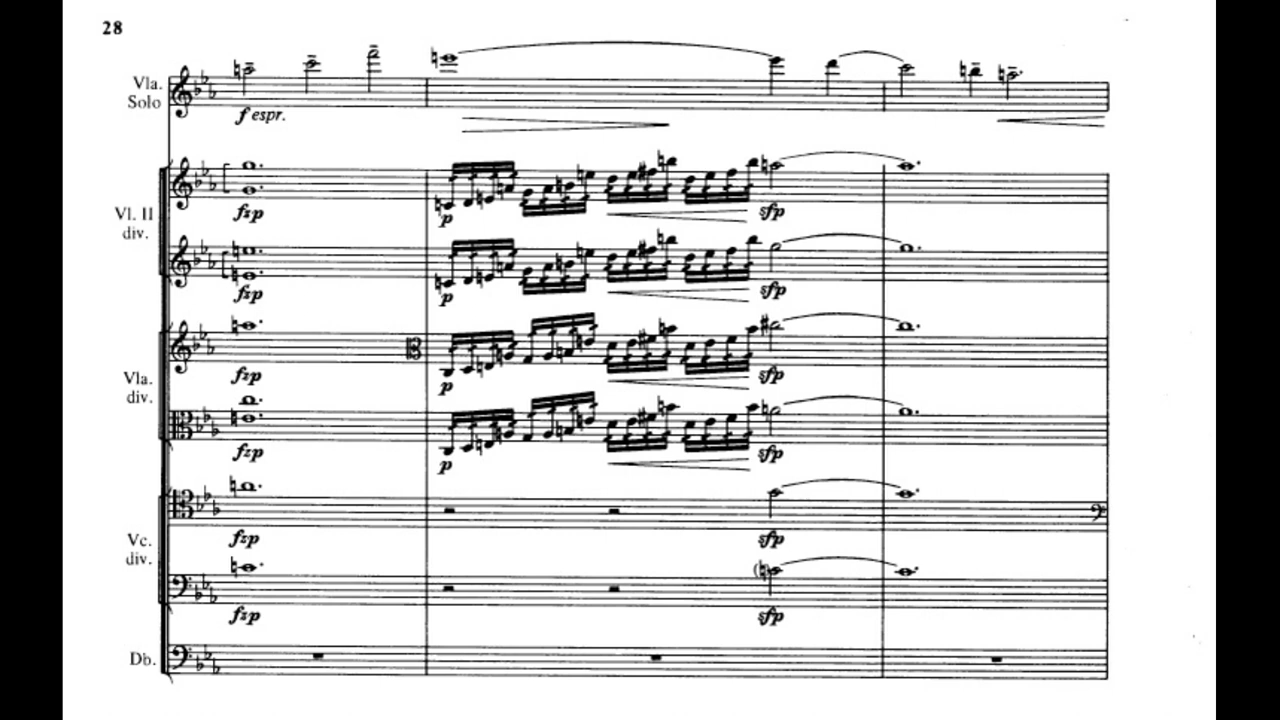 28
Vla.
Solo
f espr.
Vl. II
div.
fzp
p
sfp
fzp
p
sfp
Vla.
div.
fzp
p
sfp
fzp
p
sfp
Vc.
div.
fzp
sfp
fzp
sfp
Db.